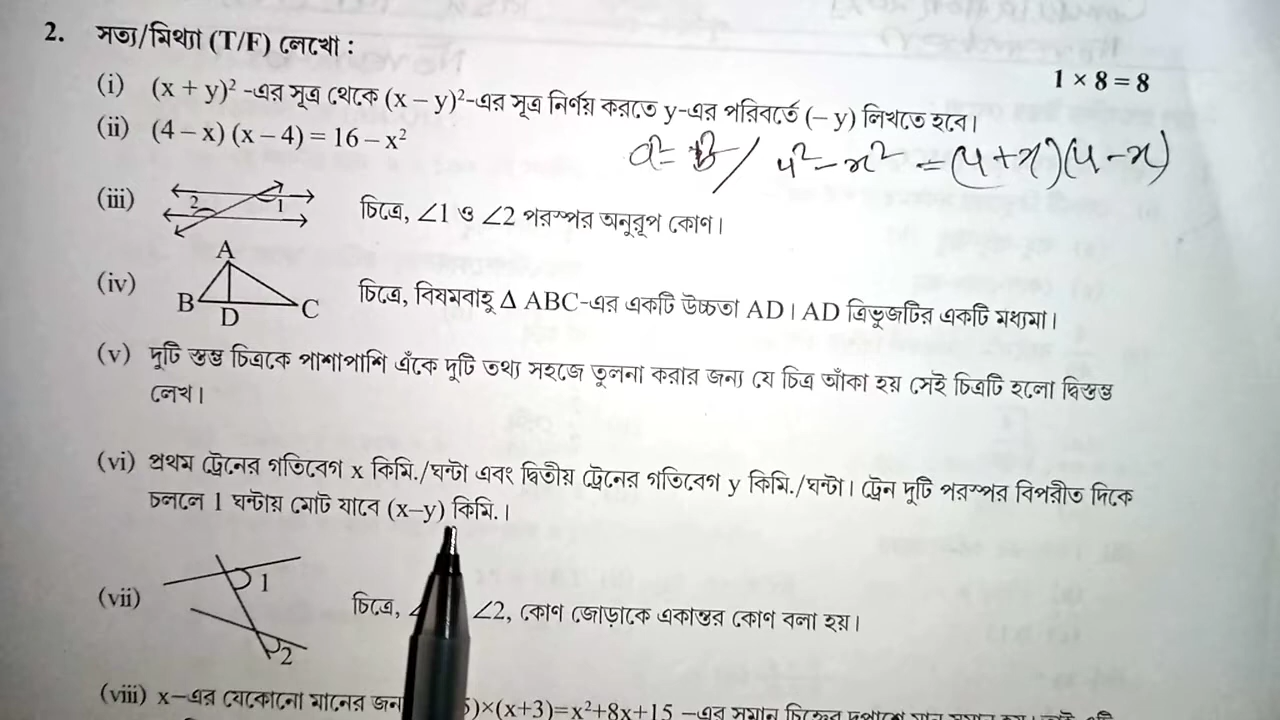 2. সত্য/মিথ্যা (T/F) লেখো :
1 × 8 = 8
(i) (x + y)² -এর সূত্র থেকে (x – y)²-এর সূত্র নির্ণয় করতে y-এর পরিবর্তে (– y) লিখতে হবে।
(ii) (4 – x) (x – 4) = 16 – x²
4² – x² = (4 + x)(4 – x)
(iii) 2 1 চিত্রে, ∠1 ও ∠2 পরস্পর অনুরূপ কোণ।
A
(iv) B C চিত্রে, বিষমবাহু Δ ABC-এর একটি উচ্চতা AD। AD ত্রিভুজটির একটি মধ্যমা।
D
(v) দুটি স্তম্ভ চিত্রকে পাশাপাশি এঁকে দুটি তথ্য সহজে তুলনা করার জন্য যে চিত্র আঁকা হয় সেই চিত্রটি হলো দ্বিস্তম্ভ
লেখ।
(vi) প্রথম ট্রেনের গতিবেগ x কিমি./ঘন্টা এবং দ্বিতীয় ট্রেনের গতিবেগ y কিমি./ঘন্টা। ট্রেন দুটি পরস্পর বিপরীত দিকে
চললে 1 ঘন্টায় মোট যাবে (x–y) কিমি.।
1
(vii) চিত্রে, ∠2, কোণ জোড়াকে একান্তর কোণ বলা হয়।
2
(viii) x–এর যেকোনো মানের 5)×(x+3)=x²+8x+15 –এর সমান চিহ্নের